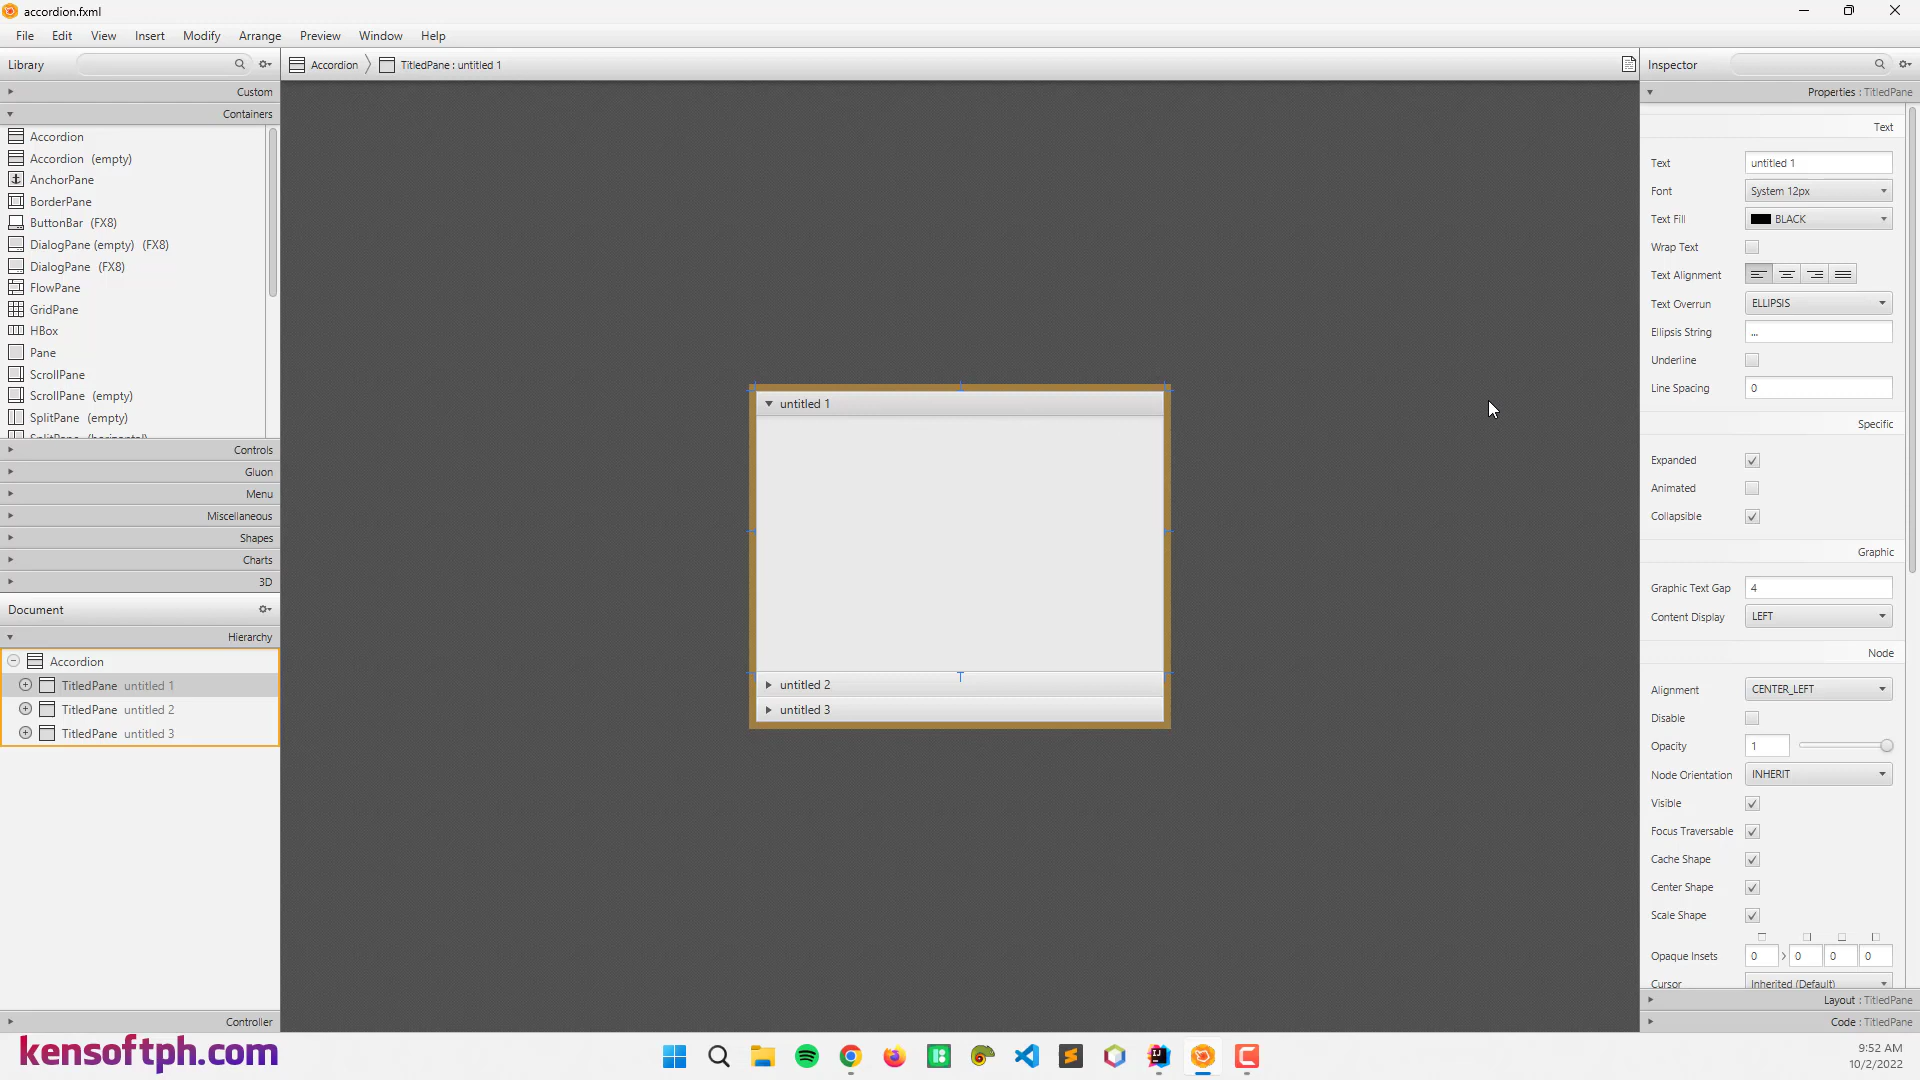 accordion.fxml
File Edit View Insert Modify Arrange Preview Window Help
Library
Custom
Containers
Accordion
Accordion (empty)
AnchorPane
BorderPane
ButtonBar (FX8)
DialogPane (empty) (FX8)
DialogPane (FX8)
FlowPane
GridPane
HBox
Pane
ScrollPane
ScrollPane (empty)
SplitPane (empty)
SplitPane (horizontal)
Controls
Gluon
Menu
Miscellaneous
Shapes
Charts
3D
Document
Hierarchy
Accordion
TitledPane untitled 1
TitledPane untitled 2
TitledPane untitled 3
Controller
kensoftph.com
Accordion TitledPane : untitled 1
untitled 1
untitled 2
untitled 3
Inspector
Properties : TitledPane
Text
Text untitled 1
Font System 12px
Text Fill BLACK
Wrap Text
Text Alignment
Text Overrun ELLIPSIS
Ellipsis String ...
Underline
Line Spacing 0
Specific
Expanded
Animated
Collapsible
Graphic
Graphic Text Gap 4
Content Display LEFT
Node
Alignment CENTER_LEFT
Disable
Opacity 1
Node Orientation INHERIT
Visible
Focus Traversable
Cache Shape
Center Shape
Scale Shape
Opaque Insets 0 0 0 0
Cursor Inherited (Default)
Layout : TitledPane
Code : TitledPane
9:52 AM
10/2/2022